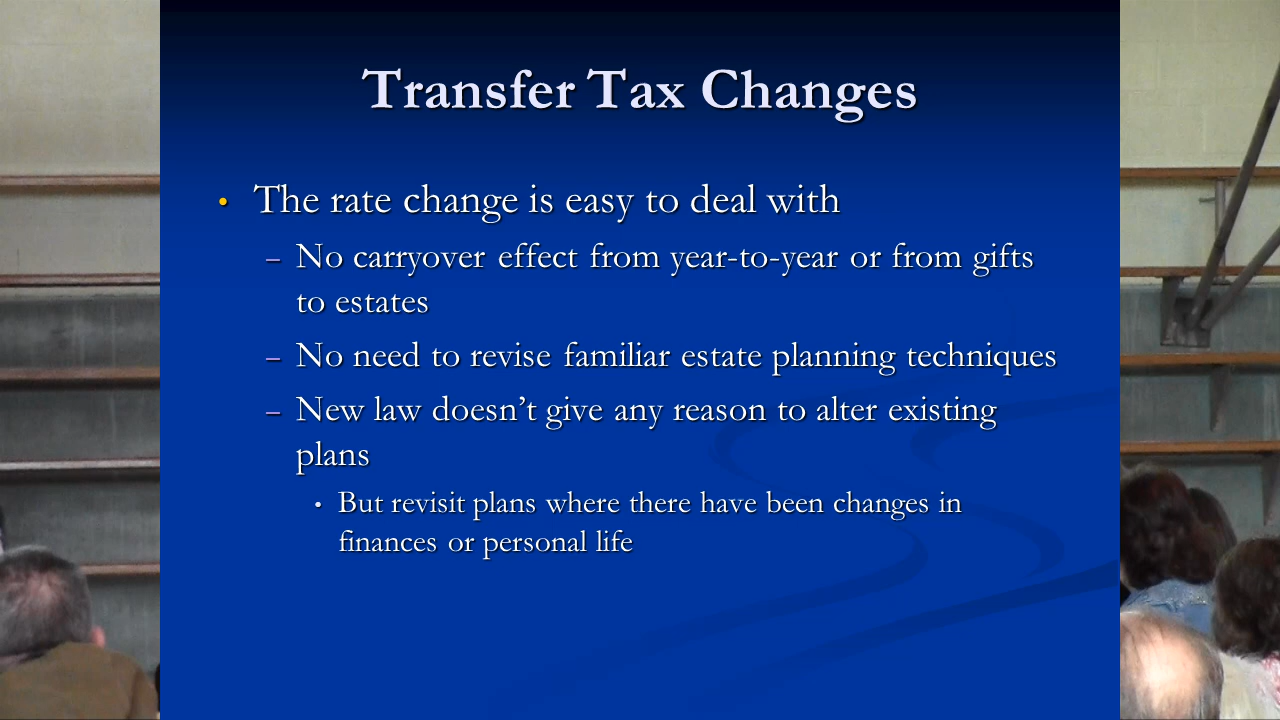 Transfer Tax Changes
• The rate change is easy to deal with
– No carryover effect from year-to-year or from gifts
to estates
– No need to revise familiar estate planning techniques
– New law doesn’t give any reason to alter existing
plans
• But revisit plans where there have been changes in
finances or personal life